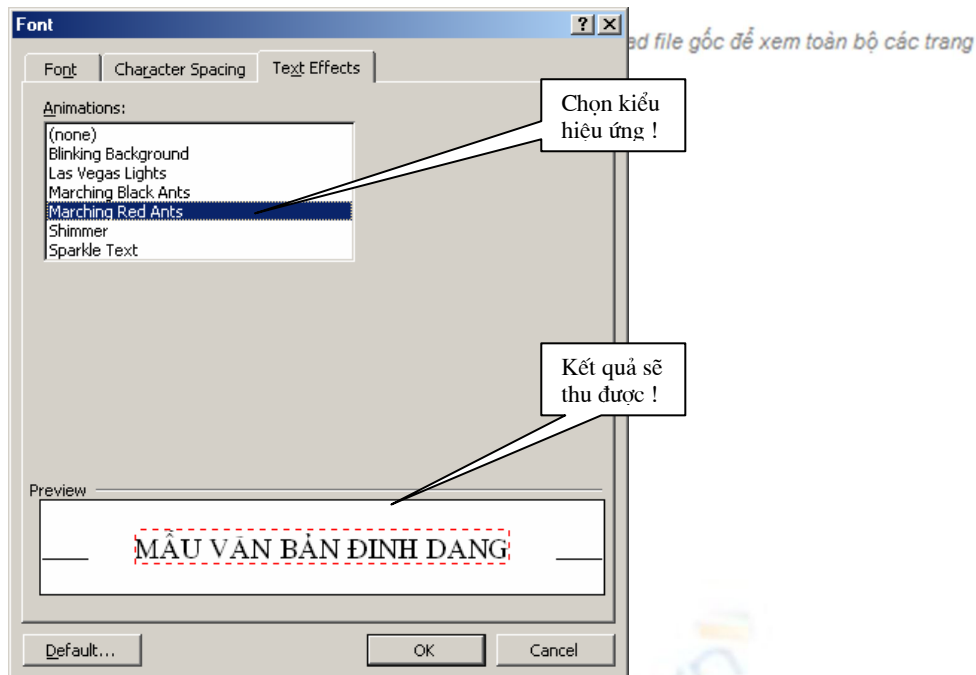 Font
ad file gốc để xem toàn bộ các trang
Font Character Spacing Text Effects
Animations:
(none)
Blinking Background
Las Vegas Lights
Marching Black Ants
Marching Red Ants
Shimmer
Sparkle Text
Chọn kiểu
hiệu ứng !
Kết quả sẽ
thu được !
Preview
MẪU VĂN BẢN ĐỊNH DẠNG
Default... OK Cancel